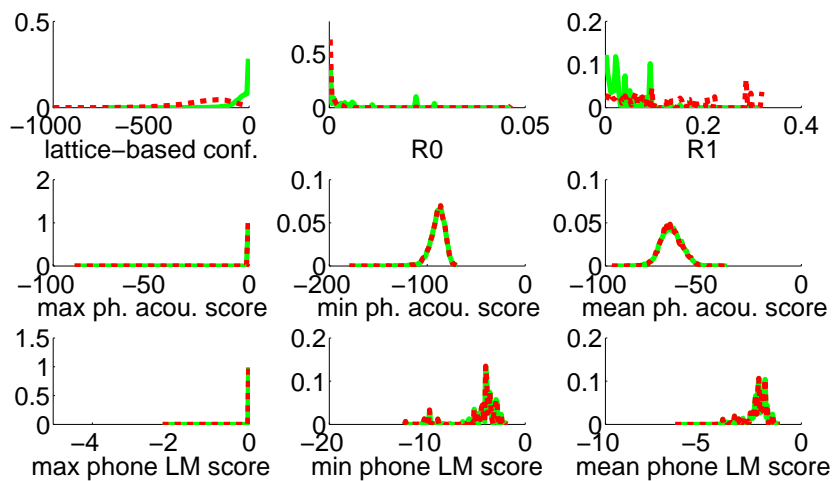 0.5
0
−1000 −500 0
lattice−based conf.
0.5
0
0 0.05
R0
0.2
0.1
0
0 0.2 0.4
R1
2
1
0
−100 −50 0
max ph. acou. score
0.1
0.05
0
−200 −100 0
min ph. acou. score
0.1
0.05
0
−100 −50 0
mean ph. acou. score
1.5
1
0.5
0
−4 −2 0
max phone LM score
0.2
0.1
0
−20 −10 0
min phone LM score
0.2
0.1
0
−10 −5 0
mean phone LM score